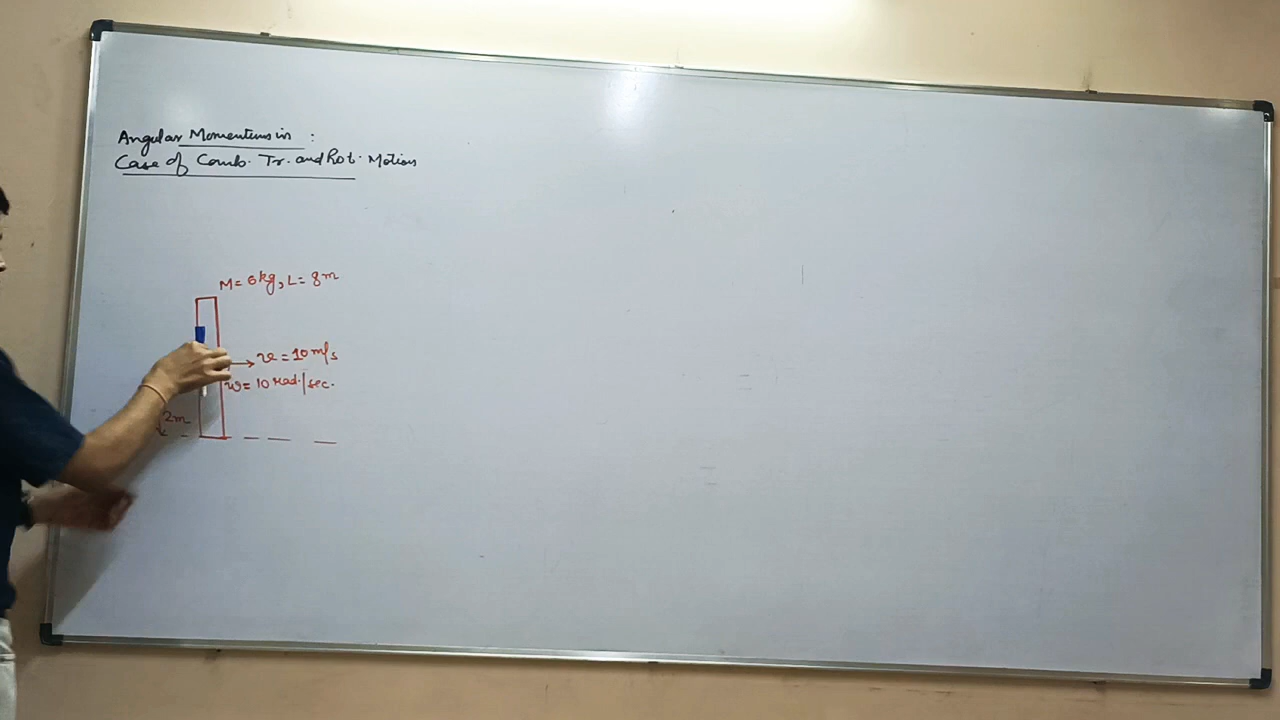 Angular Momentum in :
Case of Comb. Tr. and Rot. Motion
M = 6kg, L = 8m
v = 10 m/s
ω = 10 rad./sec.
2m